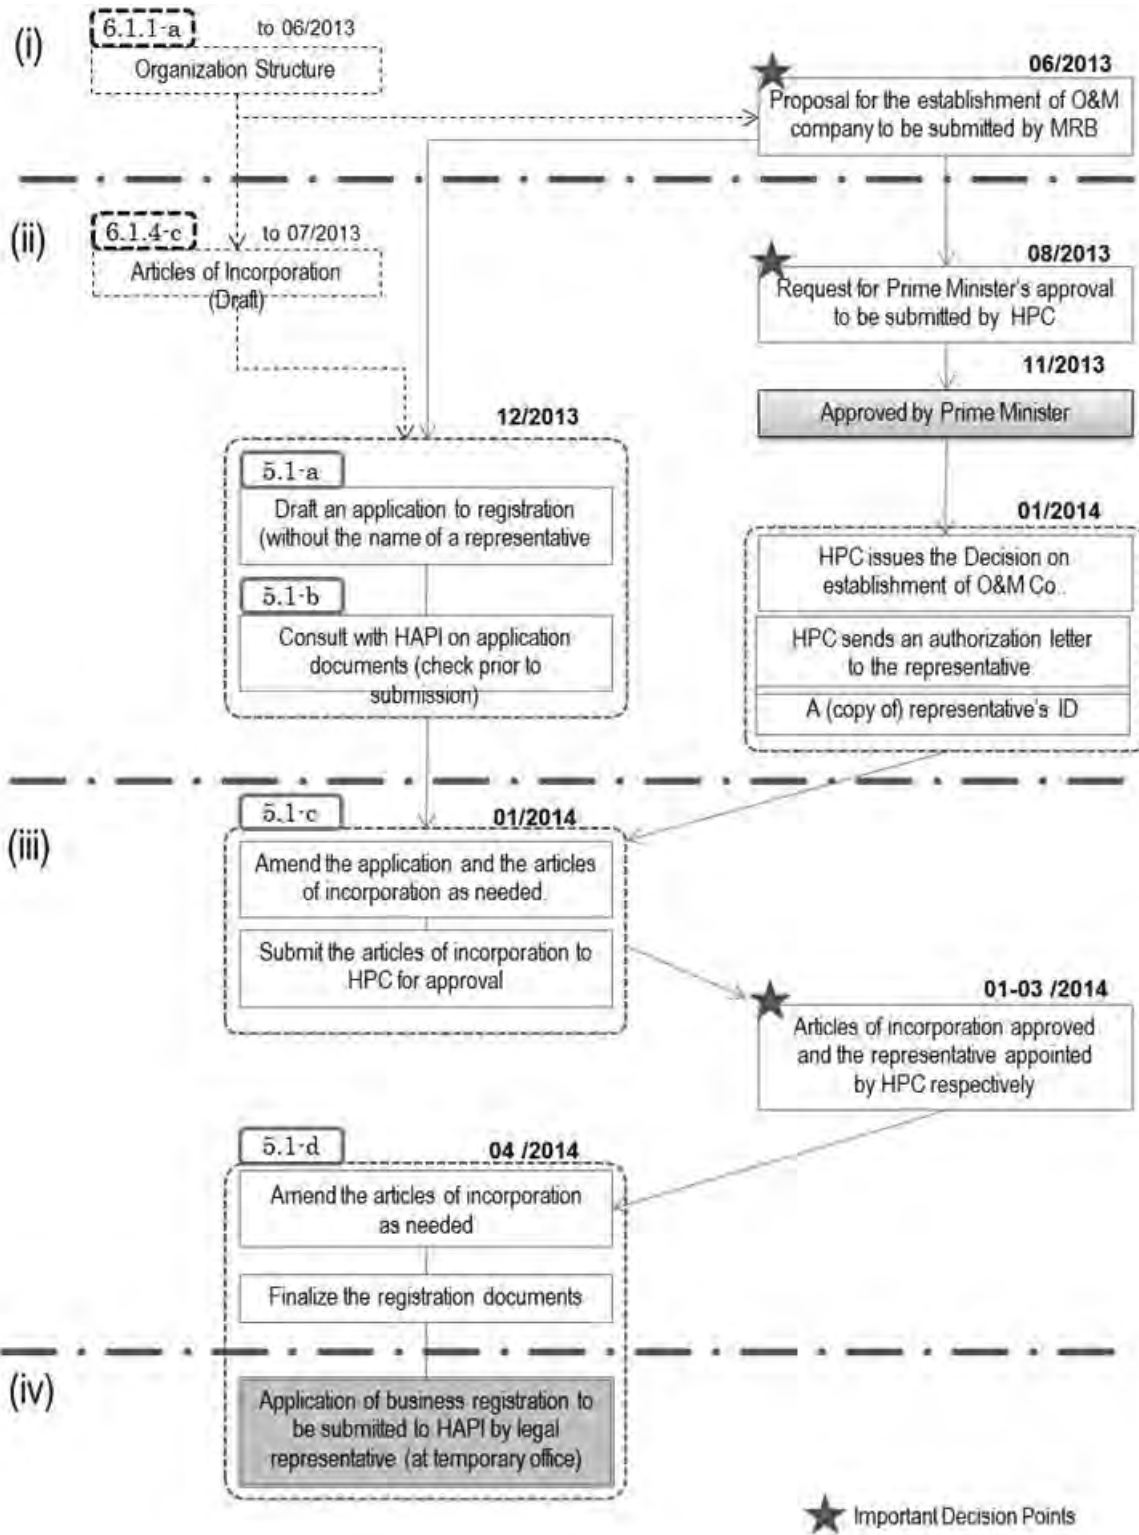 (i)
6.1.1-a
to 06/2013
Organization Structure
06/2013
Proposal for the establishment of O&M
company to be submitted by MRB
(ii)
6.1.4-c
to 07/2013
Articles of Incorporation
(Draft)
08/2013
Request for Prime Minister's approval
to be submitted by HPC
11/2013
Approved by Prime Minister
12/2013
5.1-a
Draft an application to registration
(without the name of a representative
5.1-b
Consult with HAPI on application
documents (check prior to
submission)
01/2014
HPC issues the Decision on
establishment of O&M Co..
HPC sends an authorization letter
to the representative
A (copy of) representative's ID
(iii)
5.1-c
01/2014
Amend the application and the articles
of incorporation as needed.
Submit the articles of incorporation to
HPC for approval
01-03 /2014
Articles of incorporation approved
and the representative appointed
by HPC respectively
5.1-d
04 /2014
Amend the articles of incorporation
as needed
Finalize the registration documents
(iv)
Application of business registration to
be submitted to HAPI by legal
representative (at temporary office)
Important Decision Points